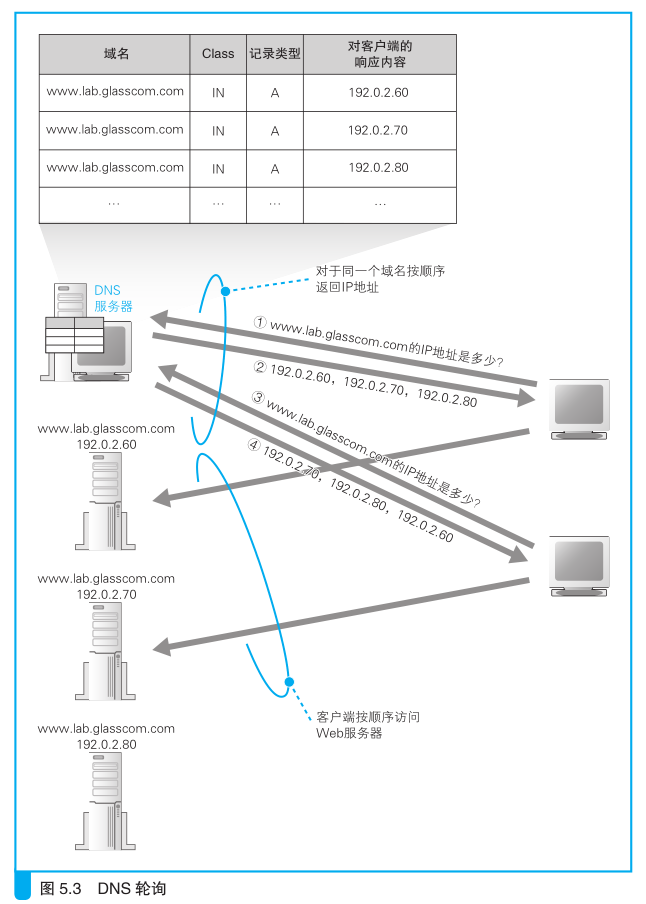 域名 Class 记录类型 对客户端的
响应内容
www.lab.glasscom.com IN A 192.0.2.60
www.lab.glasscom.com IN A 192.0.2.70
www.lab.glasscom.com IN A 192.0.2.80
… … … …
对于同一个域名按顺序
返回IP地址
DNS
服务器
① www.lab.glasscom.com的IP地址是多少？
② 192.0.2.60，192.0.2.70，192.0.2.80
③ www.lab.glasscom.com的IP地址是多少？
④ 192.0.2.70，192.0.2.80，192.0.2.60
www.lab.glasscom.com
192.0.2.60
www.lab.glasscom.com
192.0.2.70
客户端按顺序访问
Web服务器
www.lab.glasscom.com
192.0.2.80
图 5.3 DNS 轮询